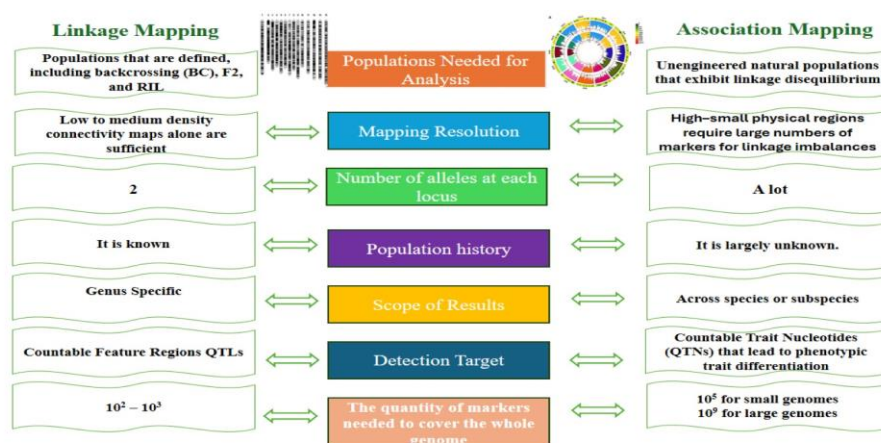 Linkage Mapping
Association Mapping
Populations that are defined,
including backcrossing (BC), F2,
and RIL
Populations Needed for
Analysis
Unengineered natural populations
that exhibit linkage disequilibrium
Low to medium density
connectivity maps alone are
sufficient
Mapping Resolution
High–small physical regions
require large numbers of
markers for linkage imbalances
2
Number of alleles at each
locus
A lot
It is known
Population history
It is largely unknown.
Genus Specific
Scope of Results
Across species or subspecies
Countable Feature Regions QTLs
Detection Target
Countable Trait Nucleotides
(QTNs) that lead to phenotypic
trait differentiation
10² – 10³
The quantity of markers
needed to cover the whole
genome
10⁵ for small genomes
10⁹ for large genomes